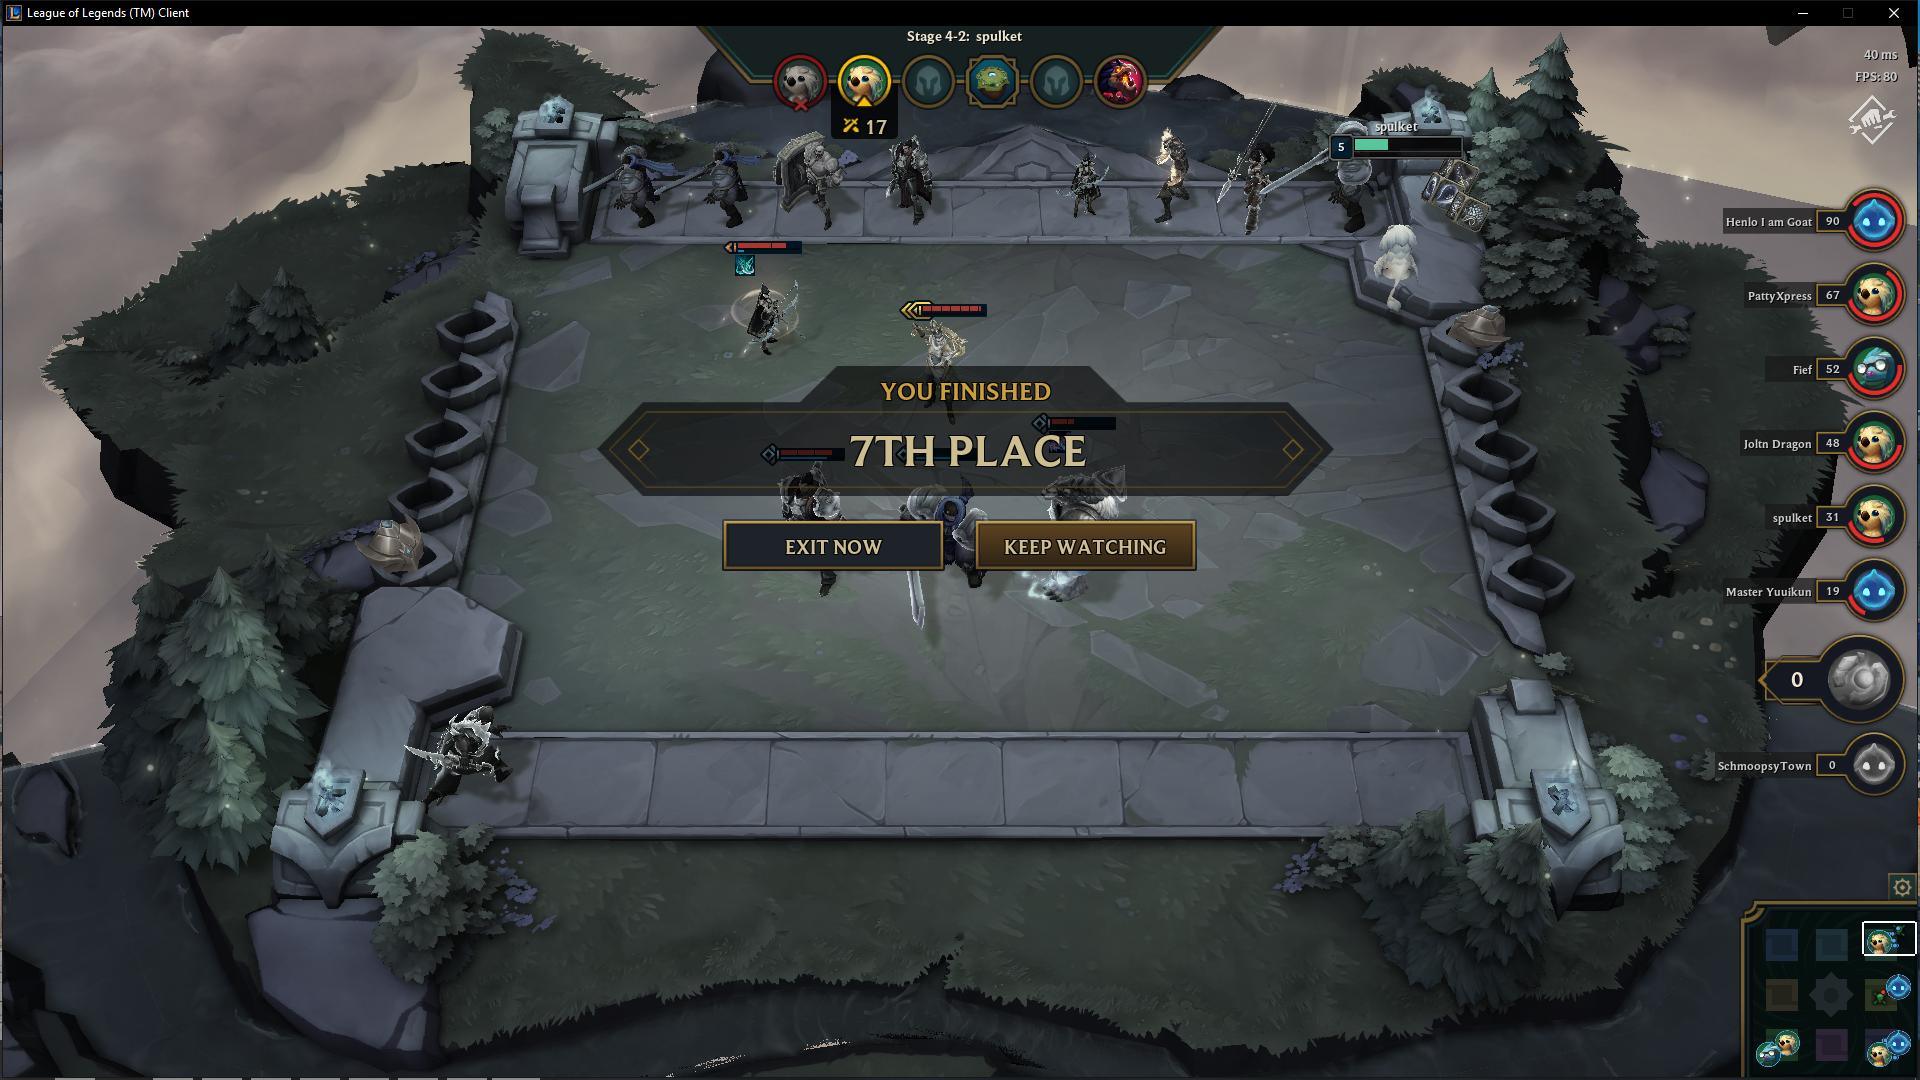 League of Legends (TM) Client
Stage 4-2: spulket
40 ms
FPS: 80
17
spulket
5
Henlo I am Goat 90
PattyXpress 67
Fief 52
YOU FINISHED
7TH PLACE
Joltn Dragon 48
spulket 31
EXIT NOW
KEEP WATCHING
Master Yuuikun 19
0
SchmoopsyTown 0